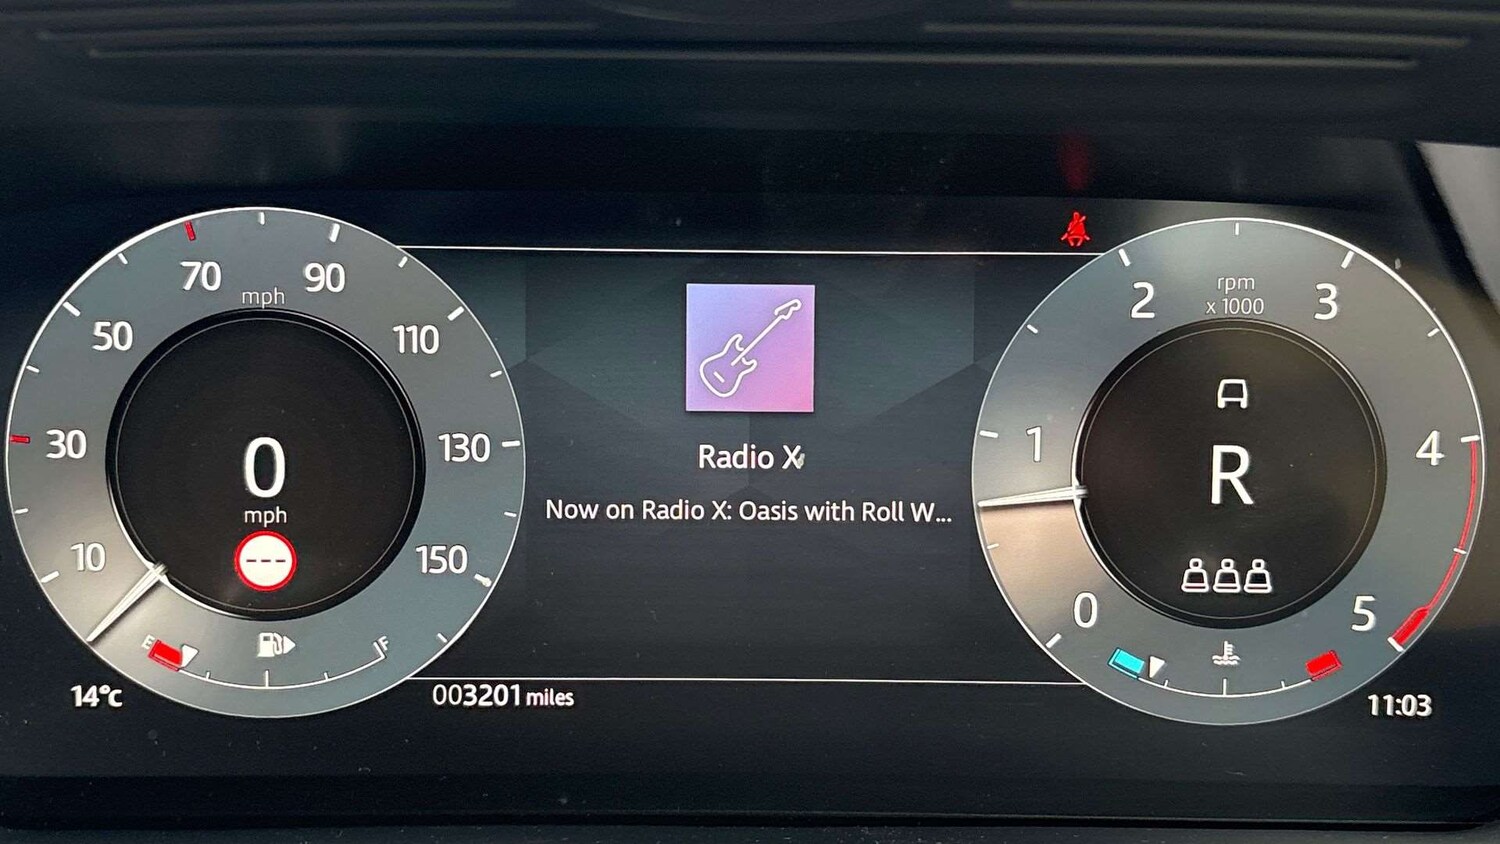 70
mph
90
50
110
30
130
0
mph
---
10
150
E
F
14°c
003201 miles
Radio X
Now on Radio X: Oasis with Roll W...
rpm
x 1000
2
3
1
4
R
0
5
11:03